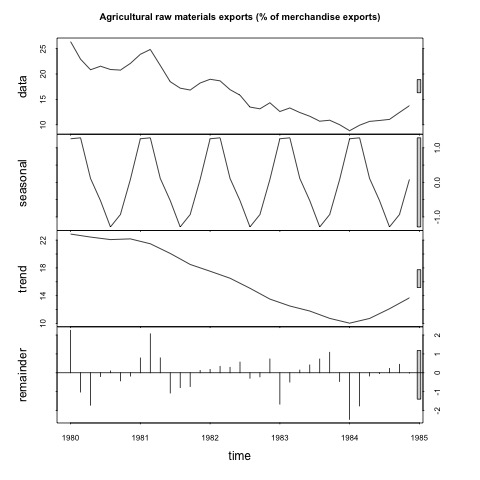 Agricultural raw materials exports (% of merchandise exports)
data
10 15 20 25
seasonal
-1.0 0.0 1.0
trend
10 14 18 22
remainder
-2 -1 0 1 2
1980 1981 1982 1983 1984 1985
time